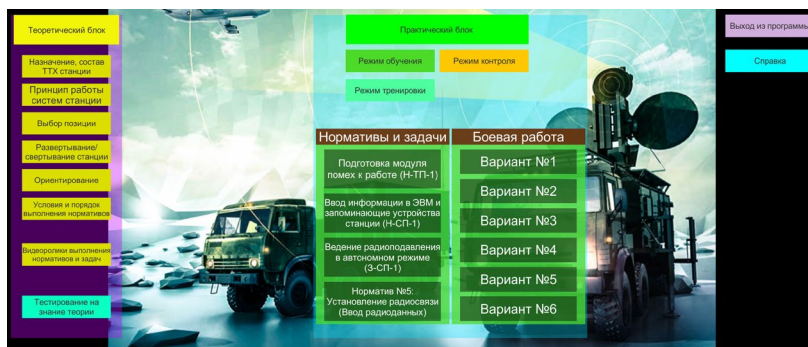 Теоретический блок
Назначение, состав
ТТХ станции
Принцип работы
систем станции
Выбор позиции
Развертывание/
свертывание станции
Ориентирование
Условия и порядок
выполнения нормативов
Видеоролики выполнения
нормативов и задач
Тестирование на
знание теории
Практический блок
Режим обучения
Режим контроля
Режим тренировки
Нормативы и задачи
Подготовка модуля
помех к работе (Н-ТП-1)
Ввод информации в ЭВМ и
запоминающие устройства
станции (Н-СП-1)
Ведение радиоподавления
в автономном режиме
(З-СП-1)
Норматив №5:
Установление радиосвязи
(Ввод радиоданных)
Боевая работа
Вариант №1
Вариант №2
Вариант №3
Вариант №4
Вариант №5
Вариант №6
Выход из программы
Справка